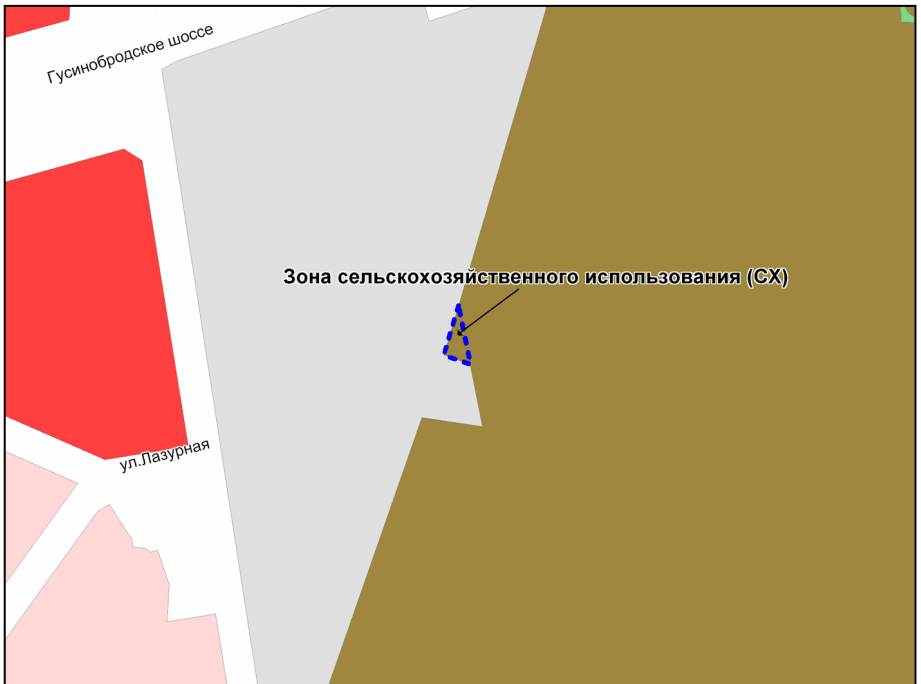 Гусинобродское шоссе
Зона сельскохозяйственного использования (СХ)
ул.Лазурная